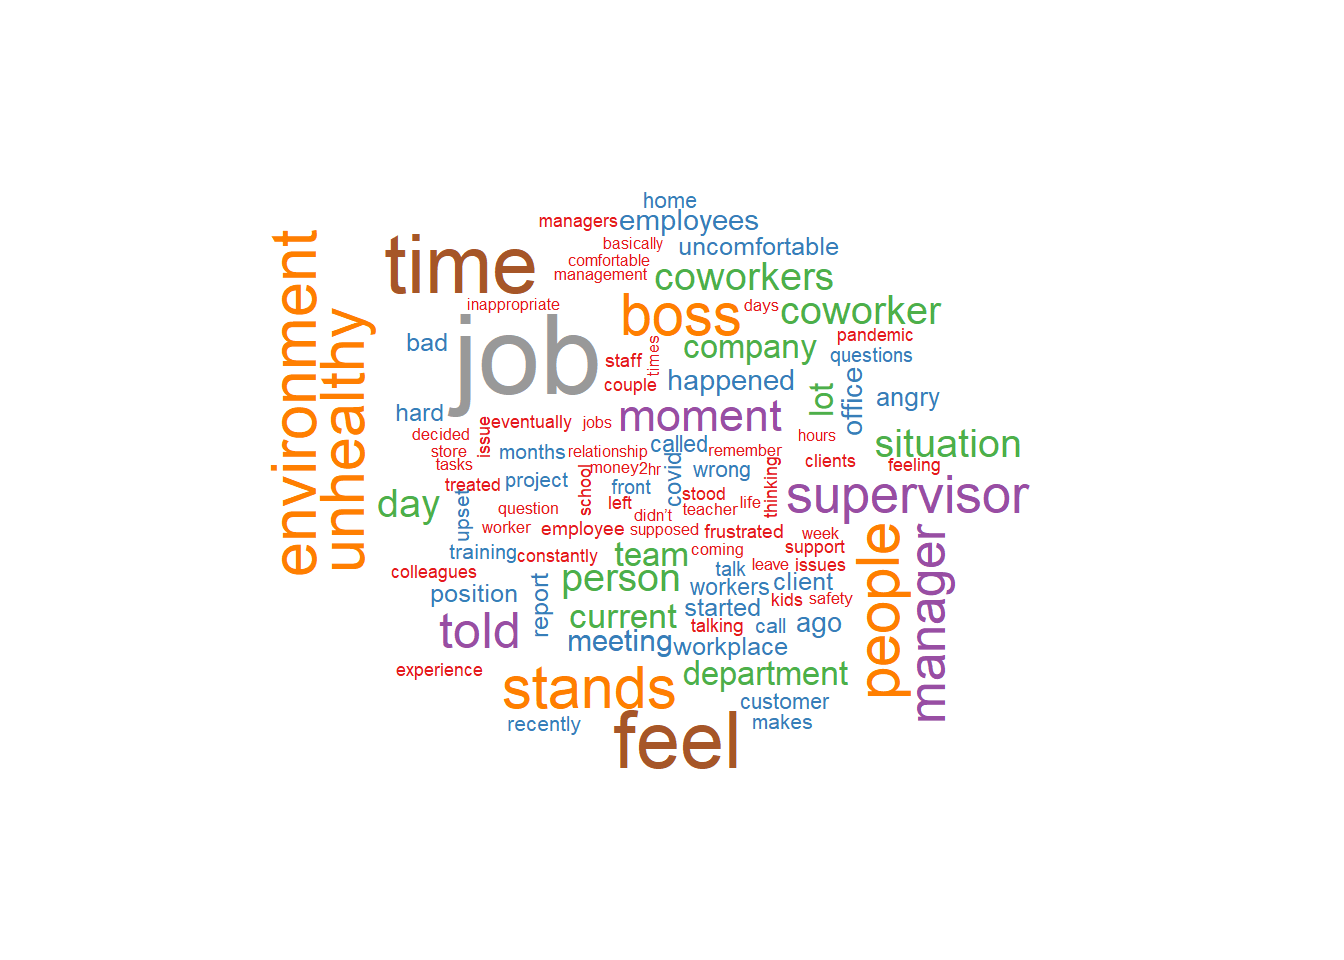 home
managers employees
basically uncomfortable
time
comfortable
management coworkers
environment
unhealthy
inappropriate
boss days coworker
job
bad
staff times company
pandemic
questions
couple happened
lot office angry
hard
decided
issue eventually jobs
moment
called
hours
situation
store
tasks
months relationship
remember
clients feeling
treated project school money 2hr
front covid wrong thinking
supervisor
day upset
question left
stood
didn't teacher life
worker employee supposed frustrated week
people manager
training constantly team coming support
colleagues
talk leave issues
position report person workers client
kids safety
told current started
talking call ago
meeting workplace
experience
stands department
customer
recently
feel
makes